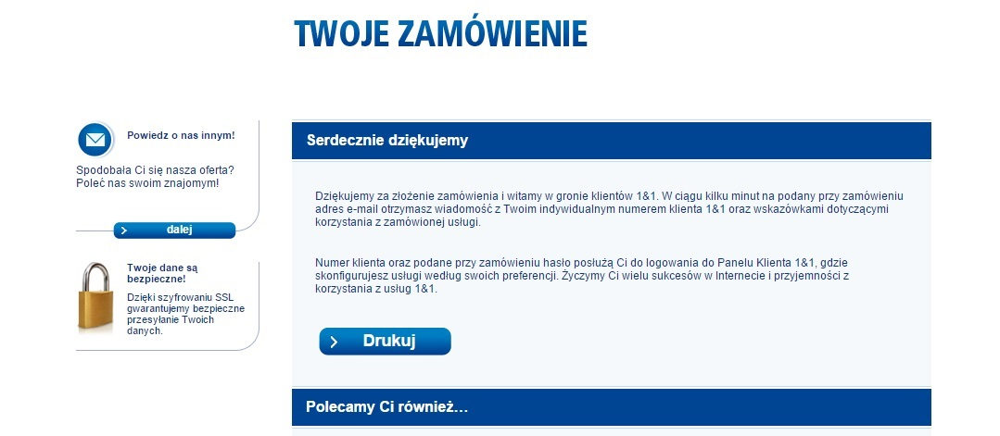 TWOJE ZAMÓWIENIE
Powiedz o nas innym!
Spodobała Ci się nasza oferta?
Poleć nas swoim znajomym!
dalej
Twoje dane są
bezpieczne!
Dzięki szyfrowaniu SSL
gwarantujemy bezpieczne
przesyłanie Twoich
danych.
Serdecznie dziękujemy
Dziękujemy za złożenie zamówienia i witamy w gronie klientów 1&1. W ciągu kilku minut na podany przy zamówieniu
adres e-mail otrzymasz wiadomość z Twoim indywidualnym numerem klienta 1&1 oraz wskazówkami dotyczącymi
korzystania z zamówionej usługi.
Numer klienta oraz podane przy zamówieniu hasło posłużą Ci do logowania do Panelu Klienta 1&1, gdzie
skonfigurujesz usługi według swoich preferencji. Życzymy Ci wielu sukcesów w Internecie i przyjemności z
korzystania z usług 1&1.
Drukuj
Polecamy Ci również…